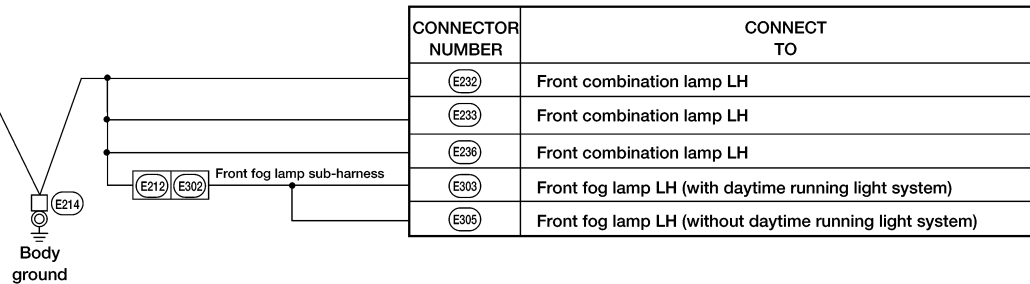 CONNECTOR
NUMBER
CONNECT
TO
E232
Front combination lamp LH
E233
Front combination lamp LH
E236
Front combination lamp LH
E212
E302
Front fog lamp sub-harness
E303
Front fog lamp LH (with daytime running light system)
E305
Front fog lamp LH (without daytime running light system)
E214
Body
ground